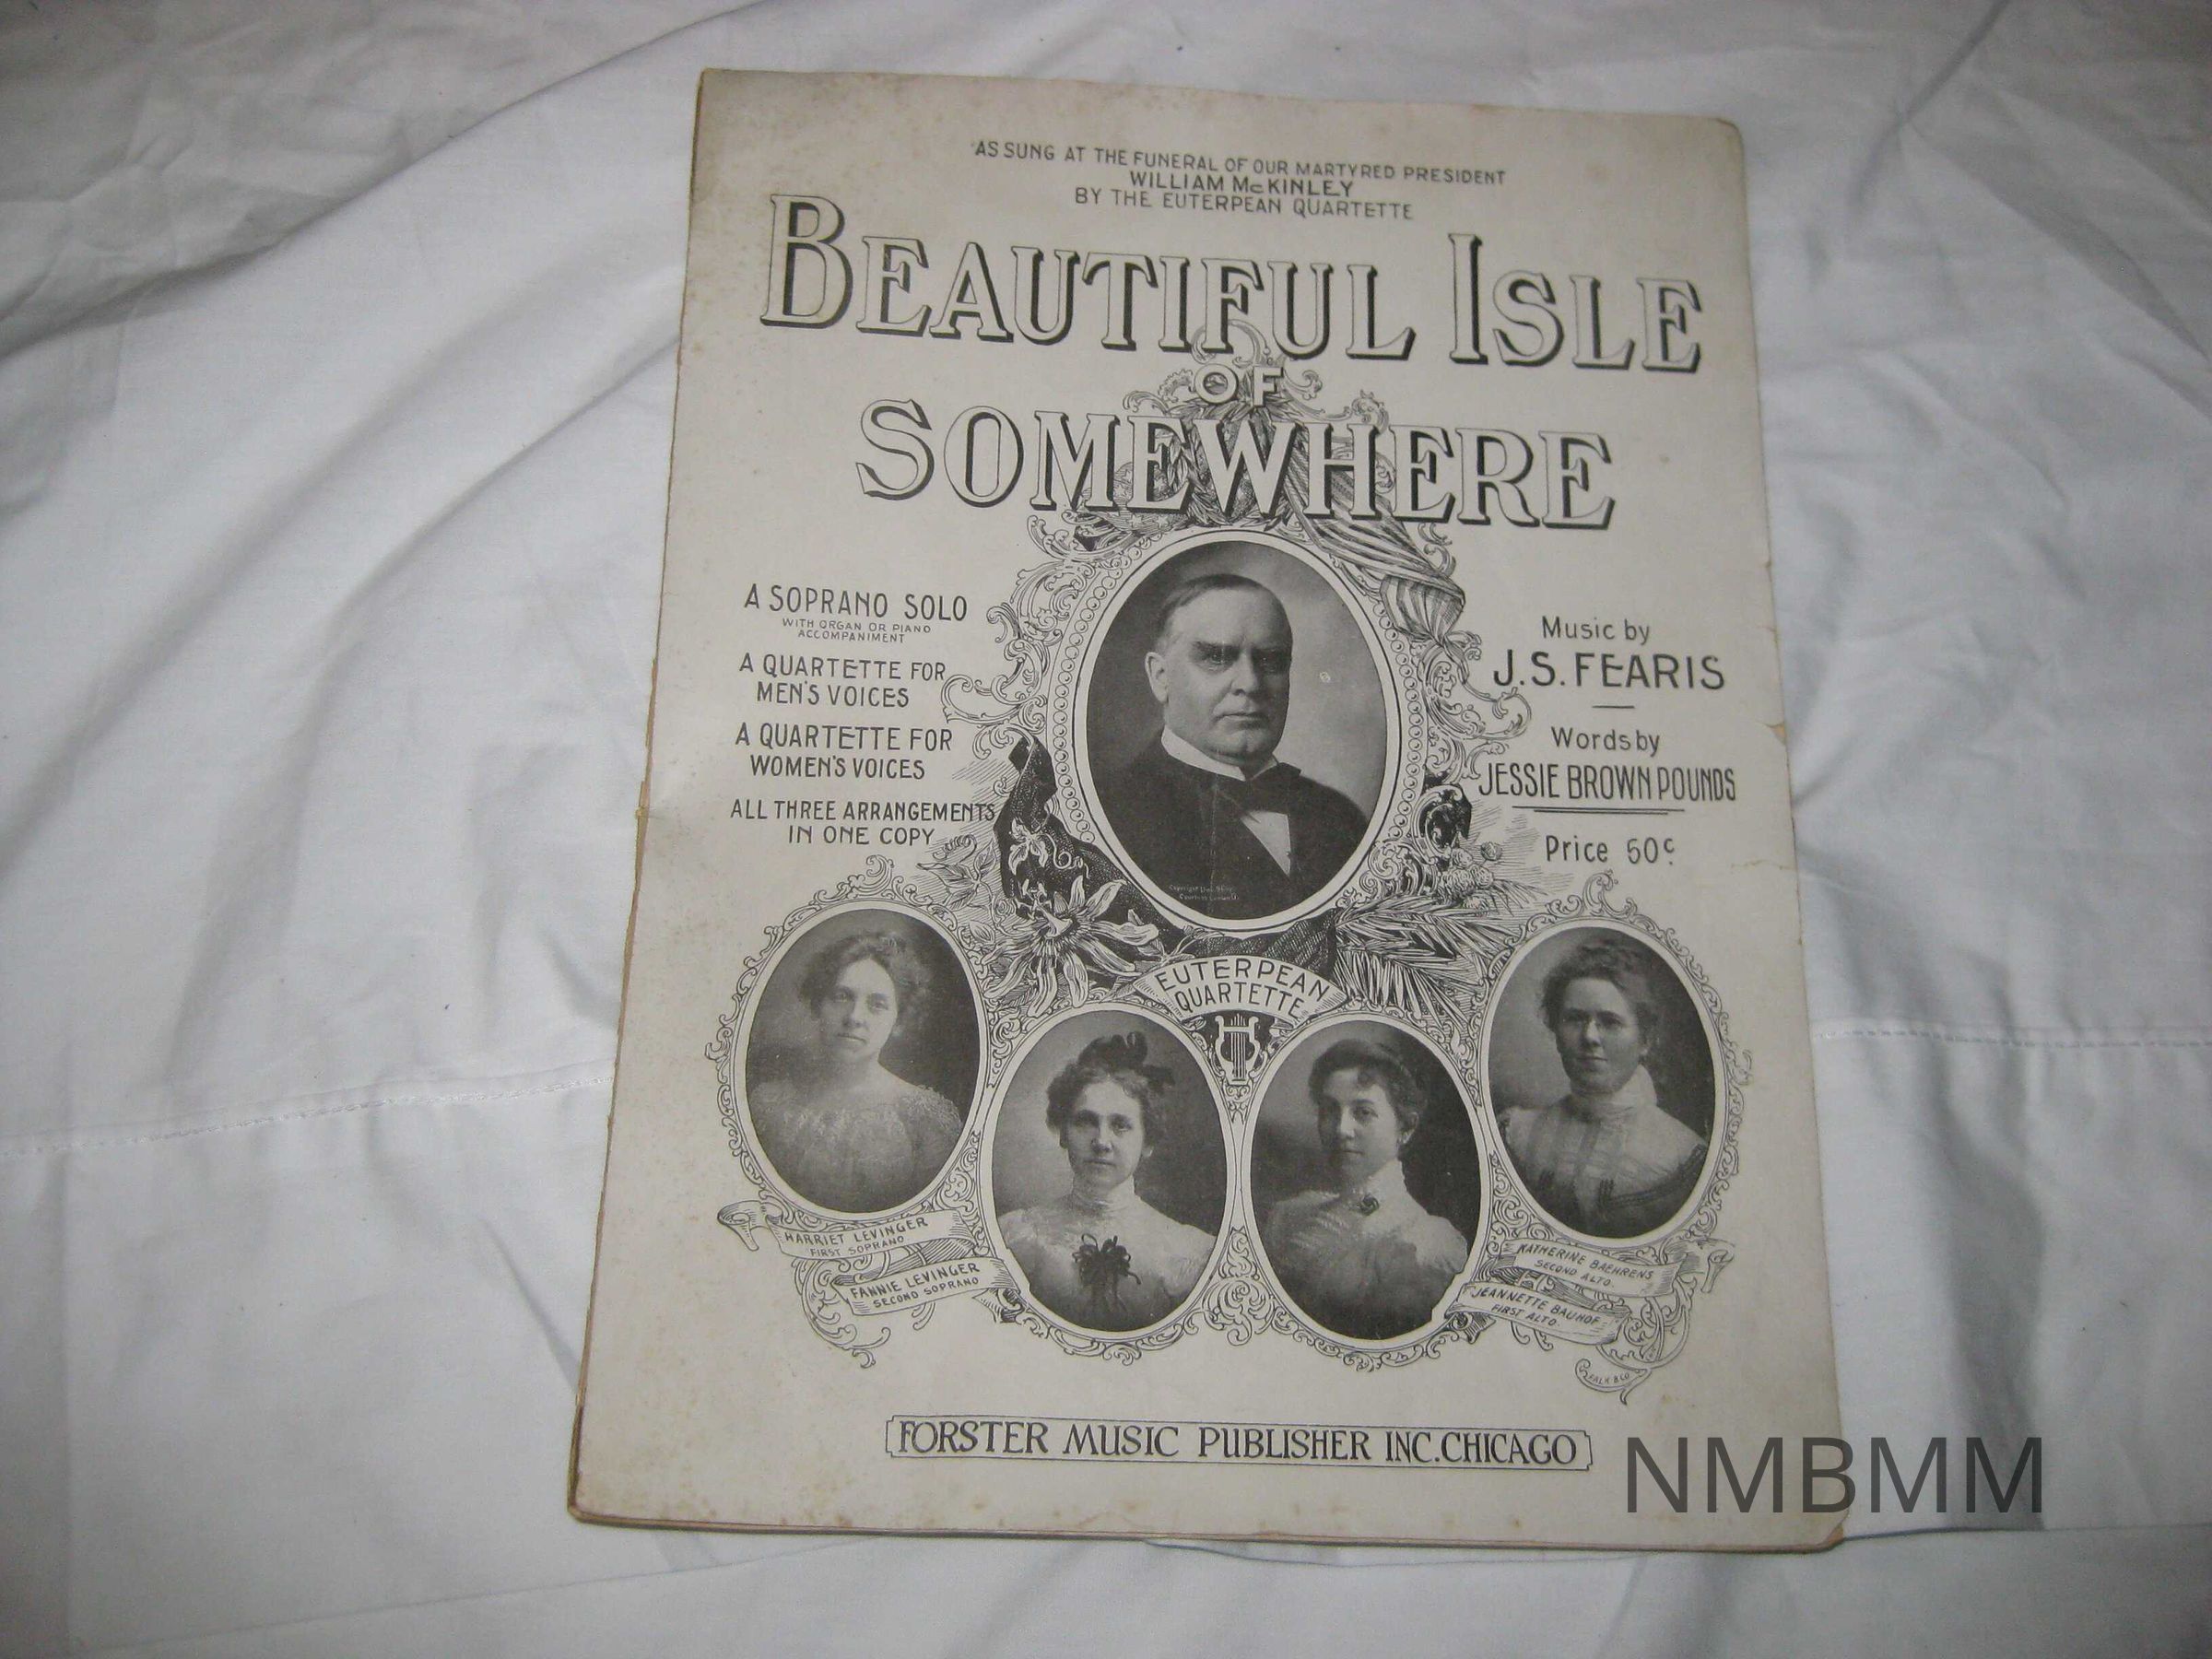 "AS SUNG AT THE FUNERAL OF OUR MARTYRED PRESIDENT
WILLIAM McKINLEY
BY THE EUTERPEAN QUARTETTE
BEAUTIFUL ISLE
OF
SOMEWHERE
A SOPRANO SOLO
WITH ORGAN OR PIANO
ACCOMPANIMENT
A QUARTETTE FOR
MEN'S VOICES
A QUARTETTE FOR
WOMEN'S VOICES
ALL THREE ARRANGEMENTS
IN ONE COPY
Music by
J.S. FEARIS
Words by
JESSIE BROWN POUNDS
Price 60¢
EUTERPEAN
QUARTETTE
HARRIET LEVINGER
FIRST SOPRANO
FANNIE LEVINGER
SECOND SOPRANO
KATHERINE BAEHRENS
SECOND ALTO.
JEANNETTE BAUHOF
FIRST ALTO.
FORSTER MUSIC PUBLISHER INC. CHICAGO
NMBMM